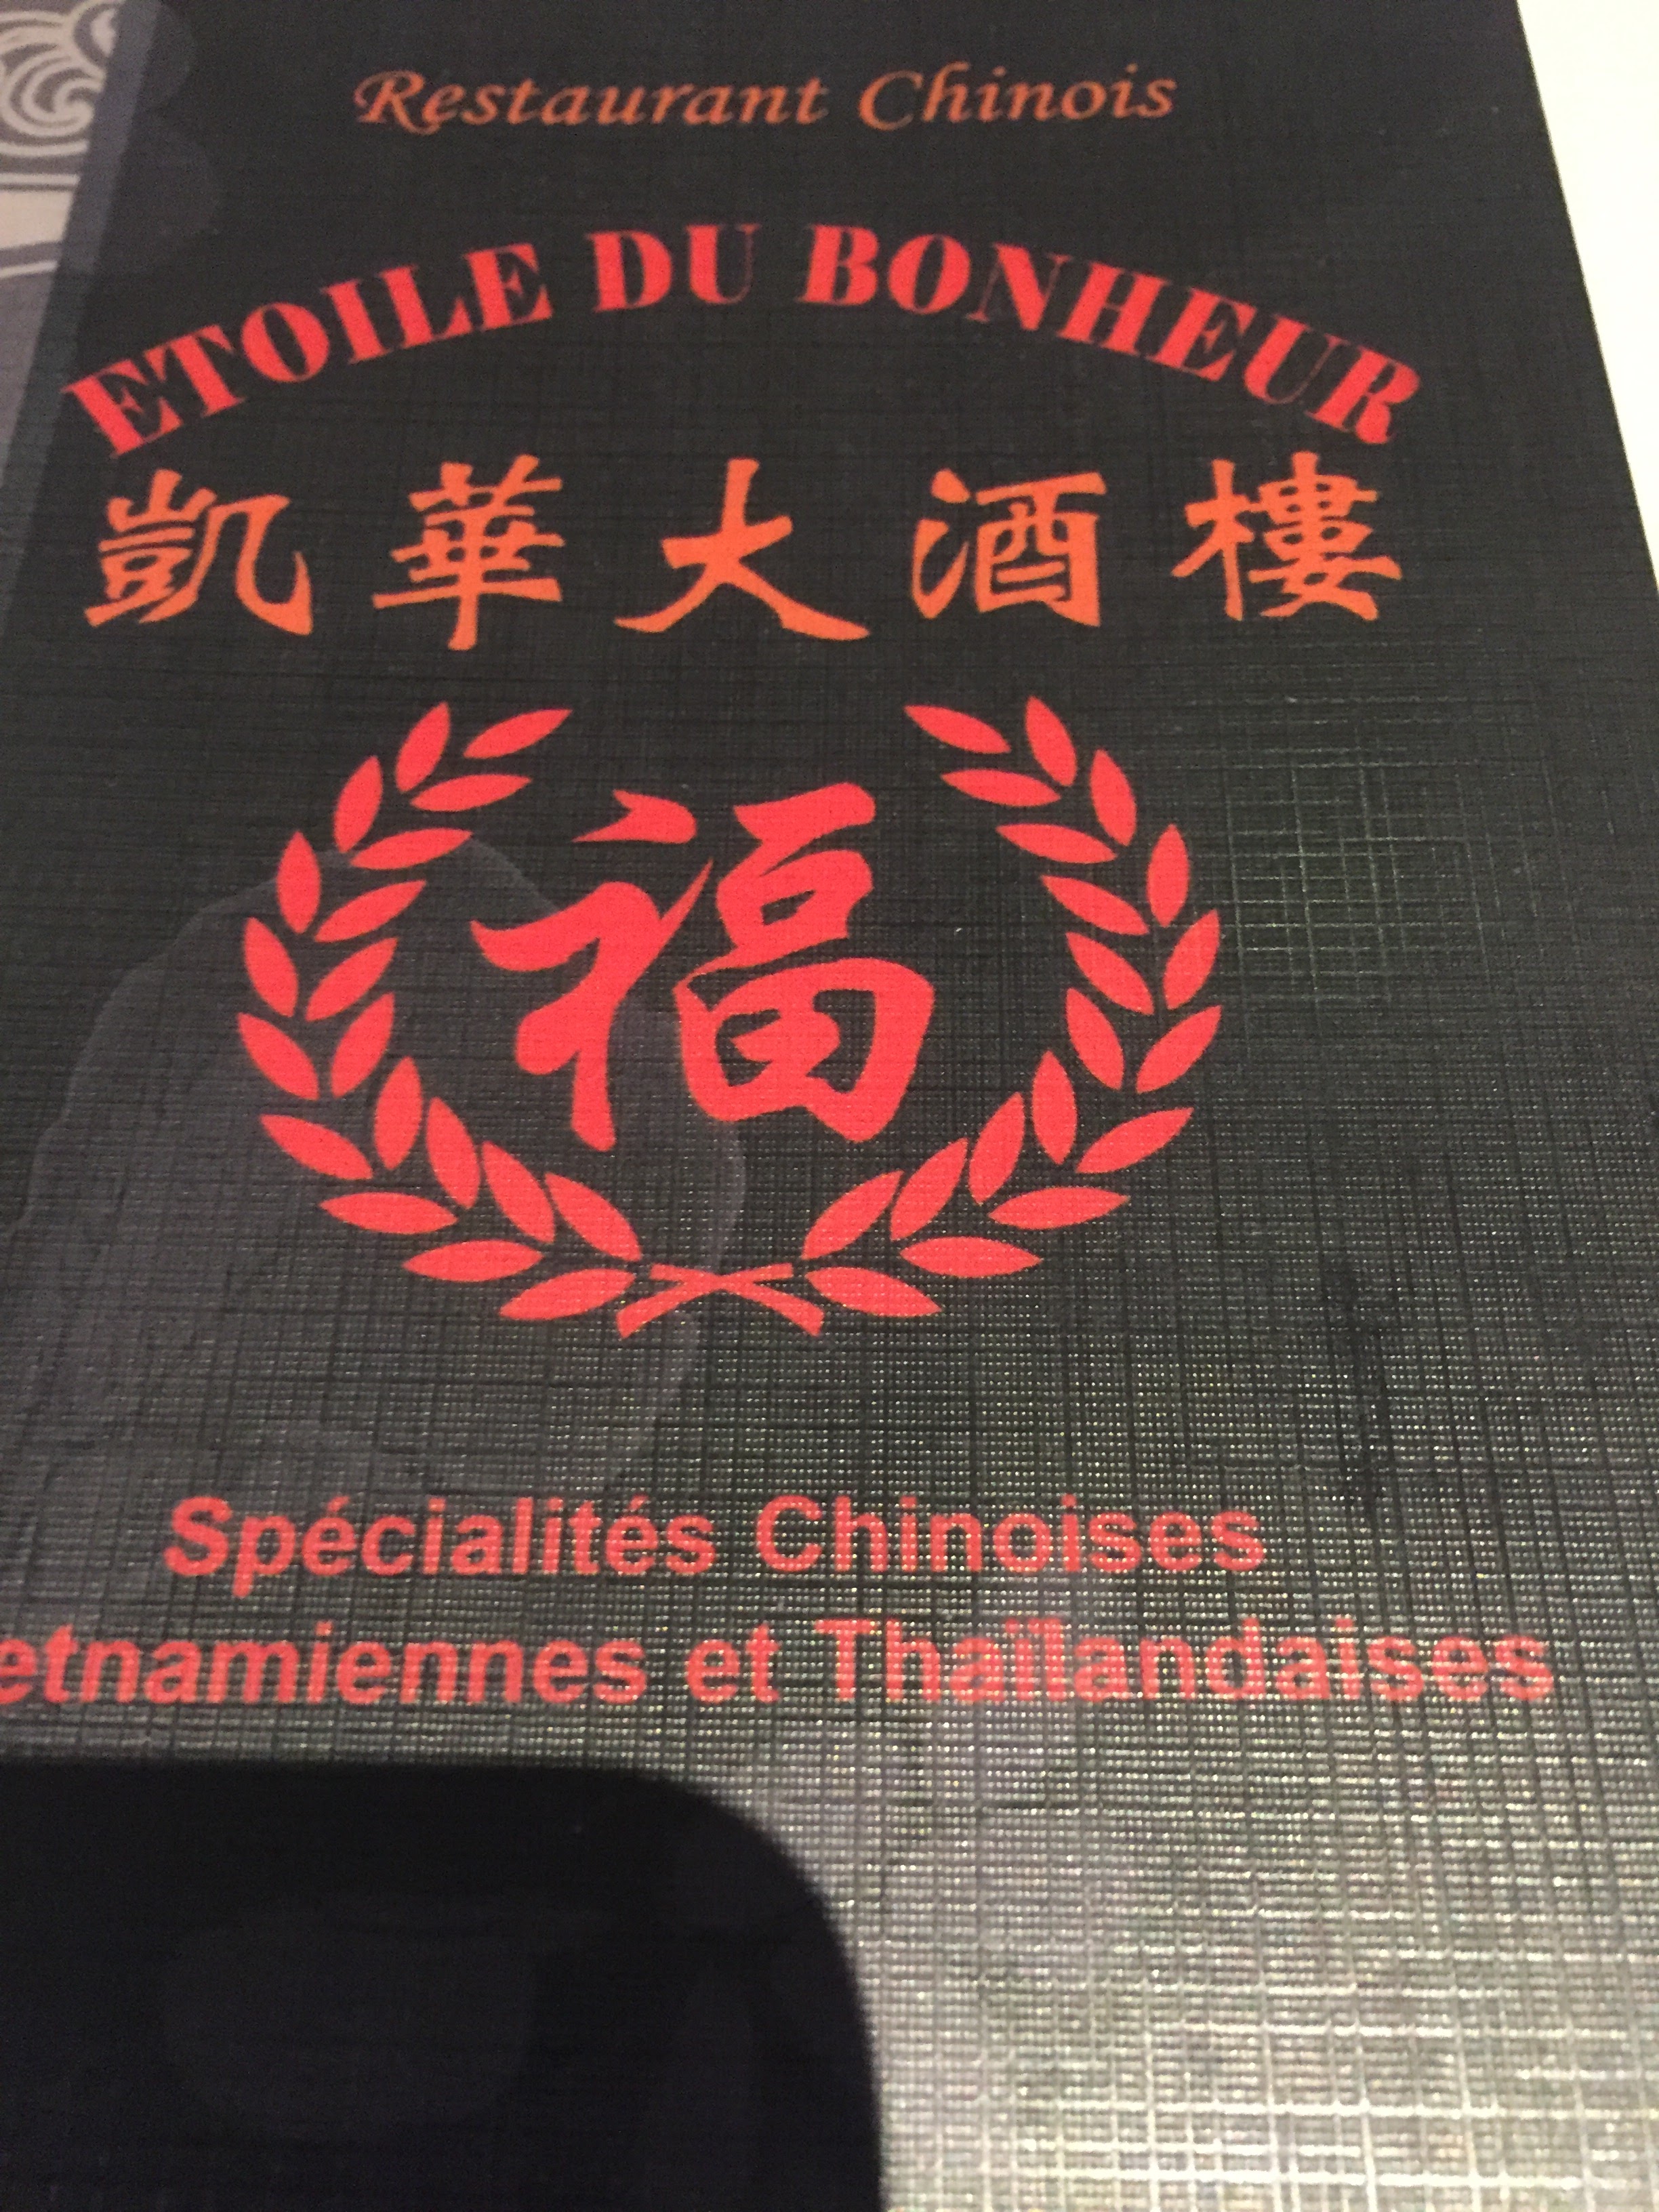 Restaurant Chinois
ETOILE DU BONHEUR
凱華大酒樓
福
Spécialités Chinoises
etnamiennes et Thaïlandaises